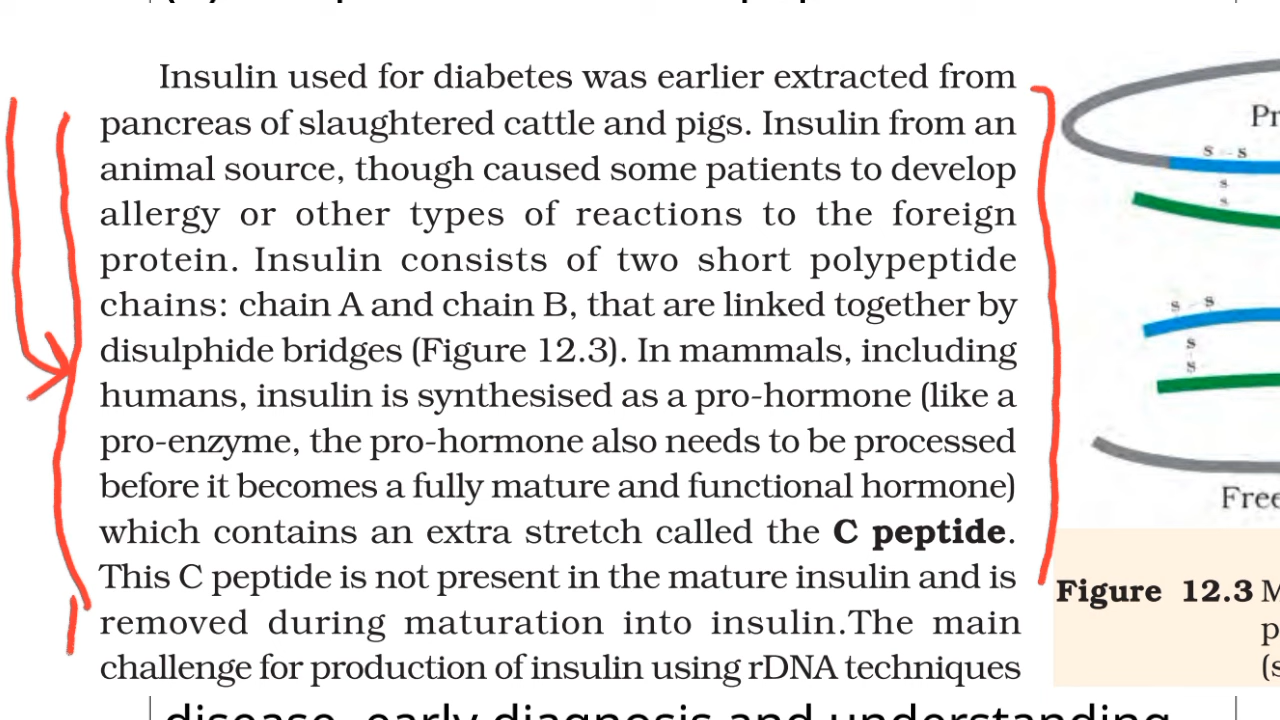 Insulin used for diabetes was earlier extracted from
pancreas of slaughtered cattle and pigs. Insulin from an
animal source, though caused some patients to develop
allergy or other types of reactions to the foreign
protein. Insulin consists of two short polypeptide
chains: chain A and chain B, that are linked together by
disulphide bridges (Figure 12.3). In mammals, including
humans, insulin is synthesised as a pro-hormone (like a
pro-enzyme, the pro-hormone also needs to be processed
before it becomes a fully mature and functional hormone)
which contains an extra stretch called the C peptide.
This C peptide is not present in the mature insulin and is
removed during maturation into insulin.The main
challenge for production of insulin using rDNA techniques
disease, early diagnosis and understanding
Pr
s s
s
s
s s
s
s
Free
Figure 12.3 M
p
(s